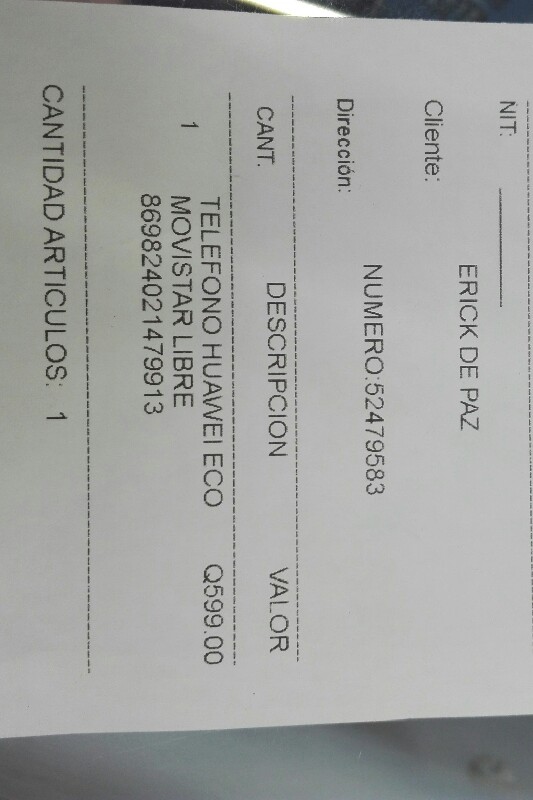 NIT:
Cliente: ERICK DE PAZ
Dirección: NUMERO:52479583
CANT. DESCRIPCION VALOR
1 TELEFONO HUAWEI ECO Q599.00
MOVISTAR LIBRE
869824021479913
CANTIDAD ARTICULOS: 1